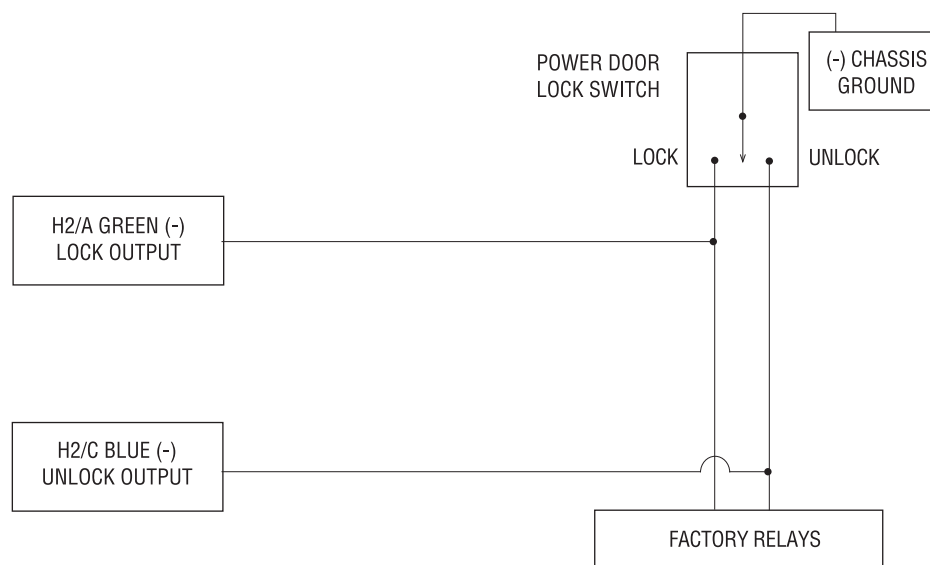 POWER DOOR
LOCK SWITCH
(-) CHASSIS
GROUND
LOCK
UNLOCK
H2/A GREEN (-)
LOCK OUTPUT
H2/C BLUE (-)
UNLOCK OUTPUT
FACTORY RELAYS